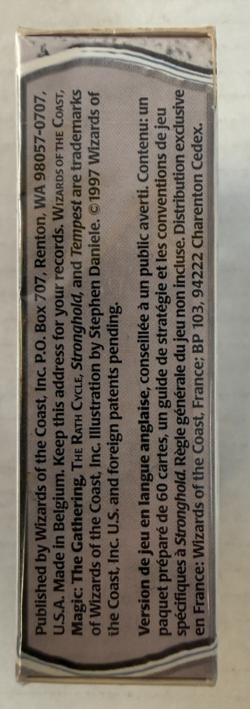 Published by Wizards of the Coast, Inc. P.O. Box 707, Renton, WA 98057-0707,
U.S.A. Made in Belgium. Keep this address for your records. WIZARDS OF THE COAST,
Magic: The Gathering, THE RATH CYCLE, Stronghold, and Tempest are trademarks
of Wizards of the Coast, Inc. Illustration by Stephen Daniele. ©1997 Wizards of
the Coast, Inc. U.S. and foreign patents pending.
Version de jeu en langue anglaise, conseillée à un public averti. Contenu: un
paquet préparé de 60 cartes, un guide de stratégie et les conventions de jeu
spécifiques à Stronghold. Règle générale du jeu non incluse. Distribution exclusive
en France: Wizards of the Coast, France; BP 103, 94222 Charenton Cedex.